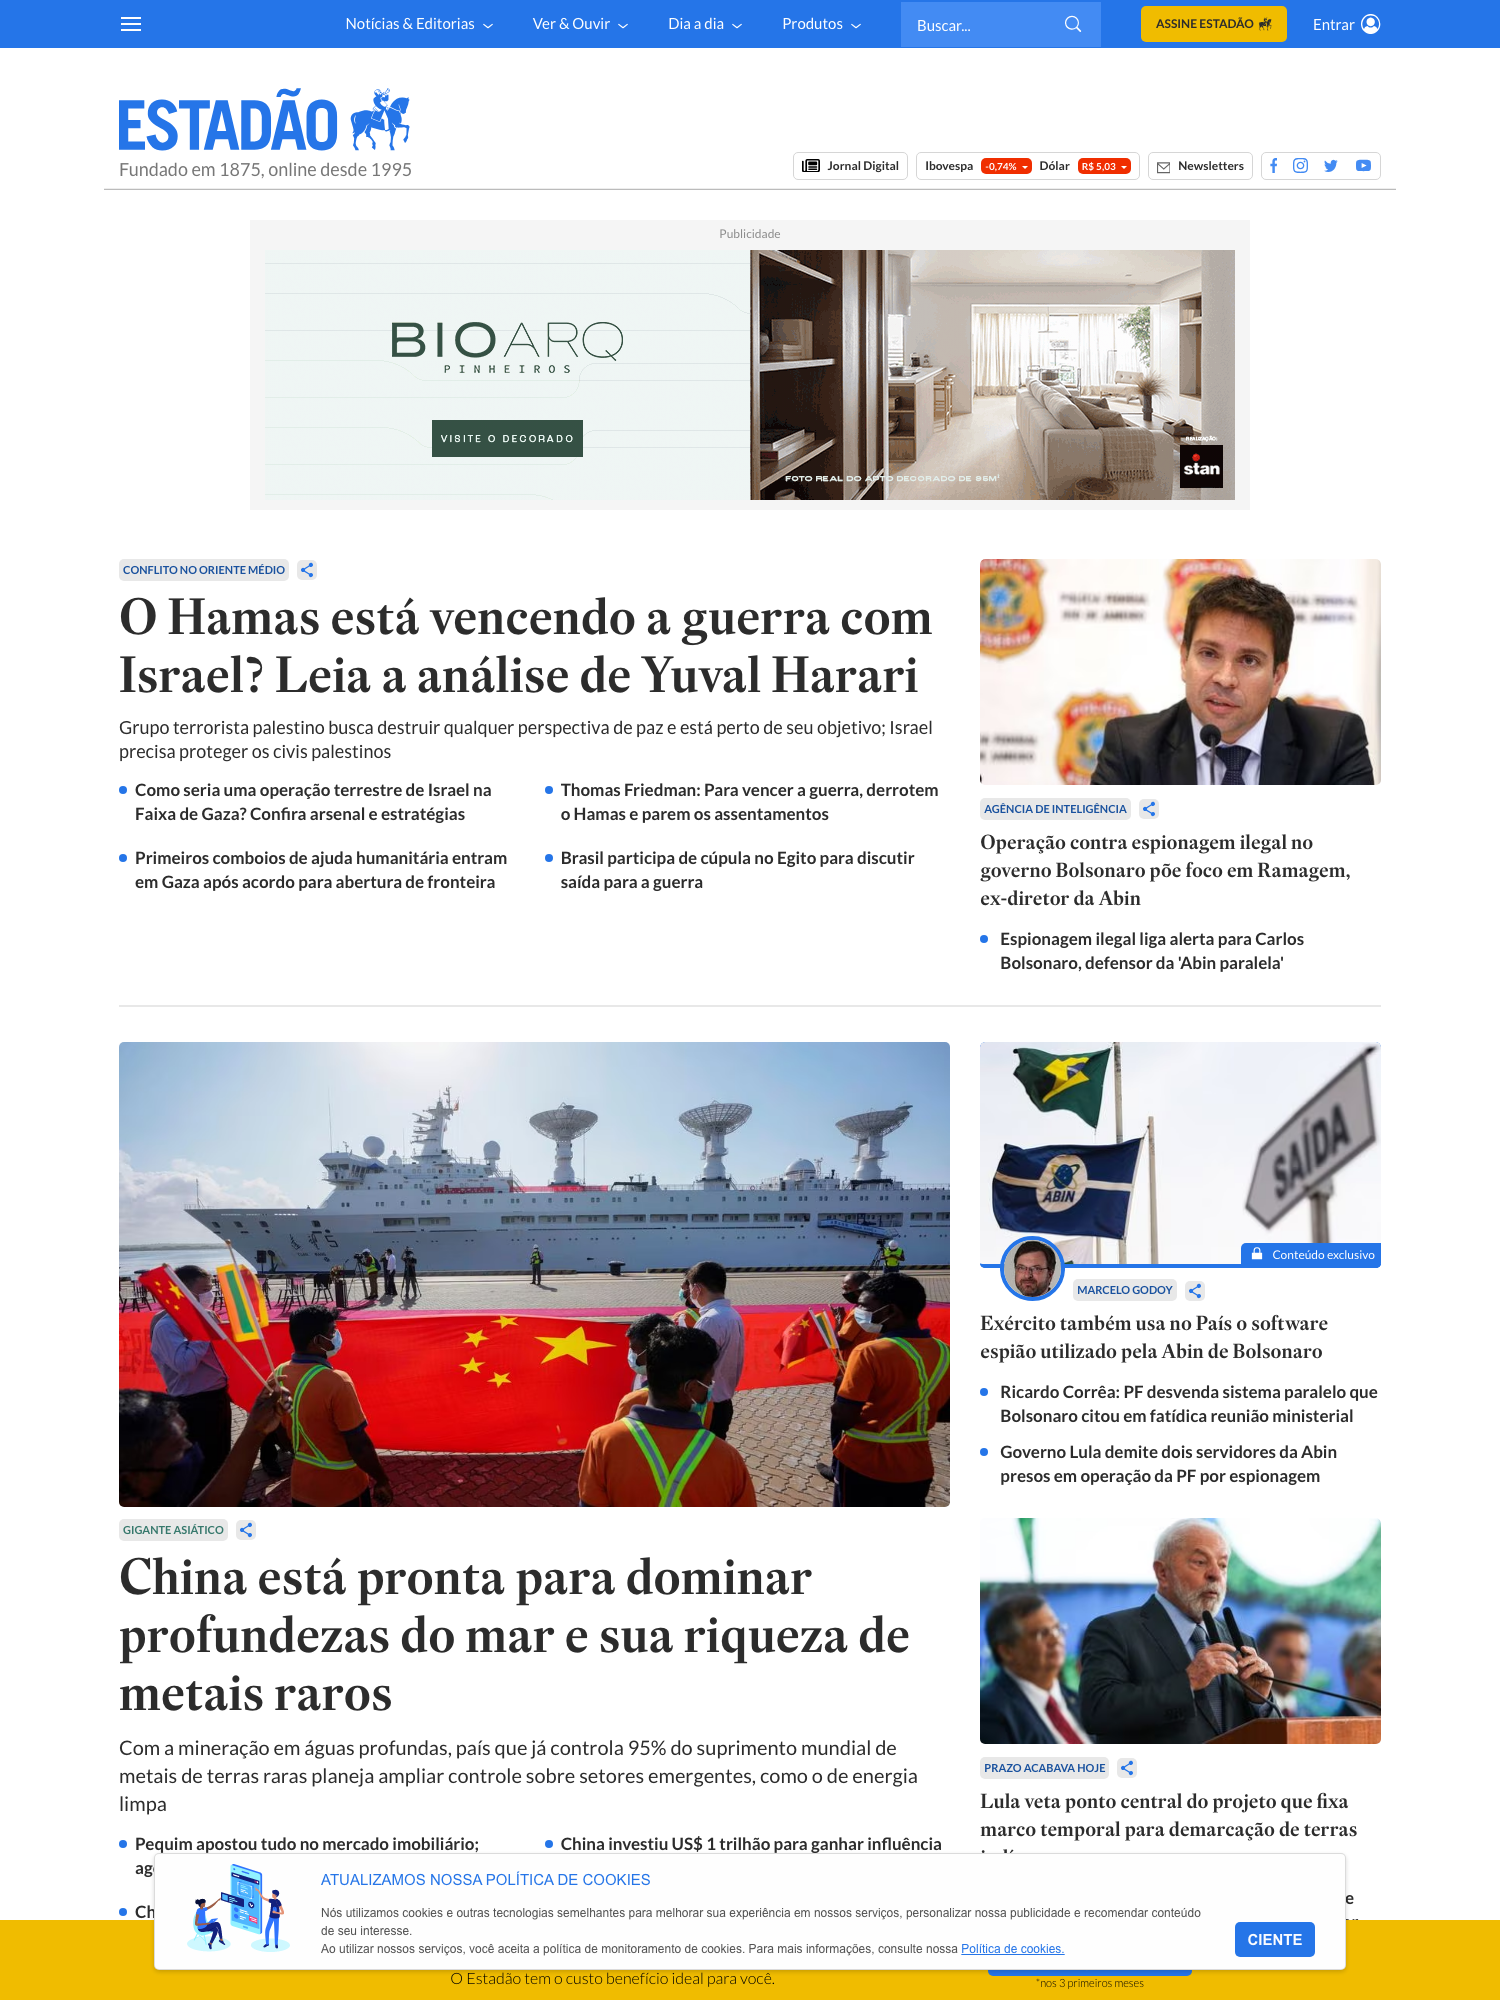 Notícias & Editorias
Ver & Ouvir
Dia a dia
Produtos
Buscar...
ASSINE ESTADÃO
Entrar
ESTADÃO
Fundado em 1875, online desde 1995
Jornal Digital
Ibovespa -0,74% Dólar R$ 5,03
Newsletters
Publicidade
BIOARQ
PINHEIROS
VISITE O DECORADO
FOTO REAL DO APTO DECORADO DE 95M²
REALIZAÇÃO:
stan
CONFLITO NO ORIENTE MÉDIO
O Hamas está vencendo a guerra com
Israel? Leia a análise de Yuval Harari
Grupo terrorista palestino busca destruir qualquer perspectiva de paz e está perto de seu objetivo; Israel
precisa proteger os civis palestinos
Como seria uma operação terrestre de Israel na
Faixa de Gaza? Confira arsenal e estratégias
Primeiros comboios de ajuda humanitária entram
em Gaza após acordo para abertura de fronteira
Thomas Friedman: Para vencer a guerra, derrotem
o Hamas e parem os assentamentos
Brasil participa de cúpula no Egito para discutir
saída para a guerra
AGÊNCIA DE INTELIGÊNCIA
Operação contra espionagem ilegal no
governo Bolsonaro põe foco em Ramagem,
ex-diretor da Abin
Espionagem ilegal liga alerta para Carlos
Bolsonaro, defensor da 'Abin paralela'
GIGANTE ASIÁTICO
China está pronta para dominar
profundezas do mar e sua riqueza de
metais raros
Com a mineração em águas profundas, país que já controla 95% do suprimento mundial de
metais de terras raras planeja ampliar controle sobre setores emergentes, como o de energia
limpa
Pequim apostou tudo no mercado imobiliário;
China investiu US$ 1 trilhão para ganhar influência
SAÍDA
ABIN
Conteúdo exclusivo
MARCELO GODOY
Exército também usa no País o software
espião utilizado pela Abin de Bolsonaro
Ricardo Corrêa: PF desvenda sistema paralelo que
Bolsonaro citou em fatídica reunião ministerial
Governo Lula demite dois servidores da Abin
presos em operação da PF por espionagem
PRAZO ACABAVA HOJE
Lula veta ponto central do projeto que fixa
marco temporal para demarcação de terras
ATUALIZAMOS NOSSA POLÍTICA DE COOKIES
Nós utilizamos cookies e outras tecnologias semelhantes para melhorar sua experiência em nossos serviços, personalizar nossa publicidade e recomendar conteúdo
de seu interesse.
Ao utilizar nossos serviços, você aceita a política de monitoramento de cookies. Para mais informações, consulte nossa Política de cookies.
CIENTE
O Estadão tem o custo benefício ideal para você.
*nos 3 primeiros meses